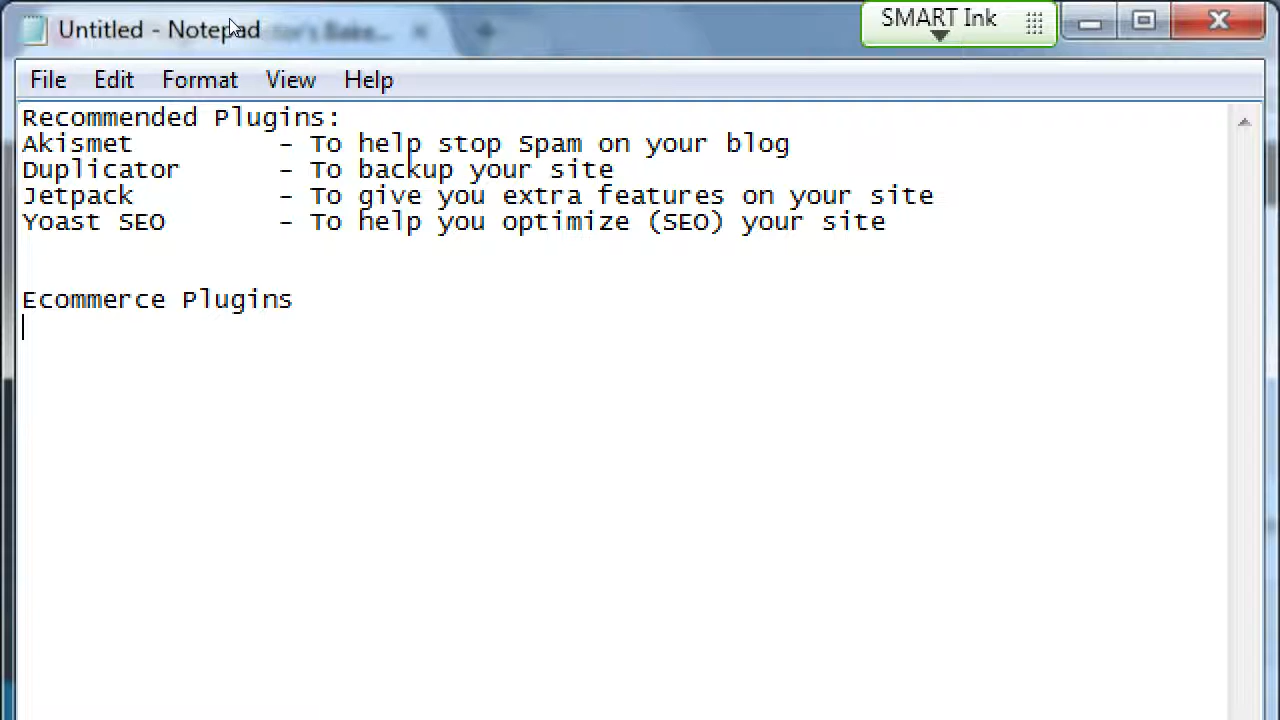 Untitled - Notepad
SMART Ink
File Edit Format View Help
Recommended Plugins:
Akismet - To help stop Spam on your blog
Duplicator - To backup your site
Jetpack - To give you extra features on your site
Yoast SEO - To help you optimize (SEO) your site
Ecommerce Plugins